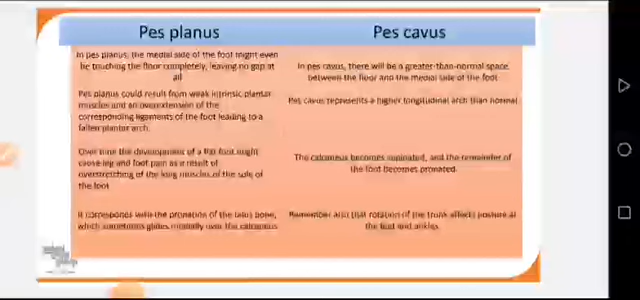 Pes planus
Pes cavus
In pes planus, the medial side of the foot might even
be touching the floor completely, leaving no gap at
all
In pes cavus, there will be a greater-than-normal space
between the floor and the medial side of the foot
Pes planus could result from weak intrinsic plantar
muscles and an overextension of the
corresponding ligaments of the foot leading to a
fallen plantar arch.
Pes cavus represents a higher longitudinal arch than normal
Over time the development of a flat foot might
cause leg and foot pain as a result of
overstretching of the long muscles of the sole of
the foot
The calcaneus becomes supinated, and the remainder of
the foot becomes pronated.
It corresponds with the pronation of the talus bone,
which sometimes glides medially over the calcaneus
Remember also that rotation of the trunk affects posture at
the feet and ankles.